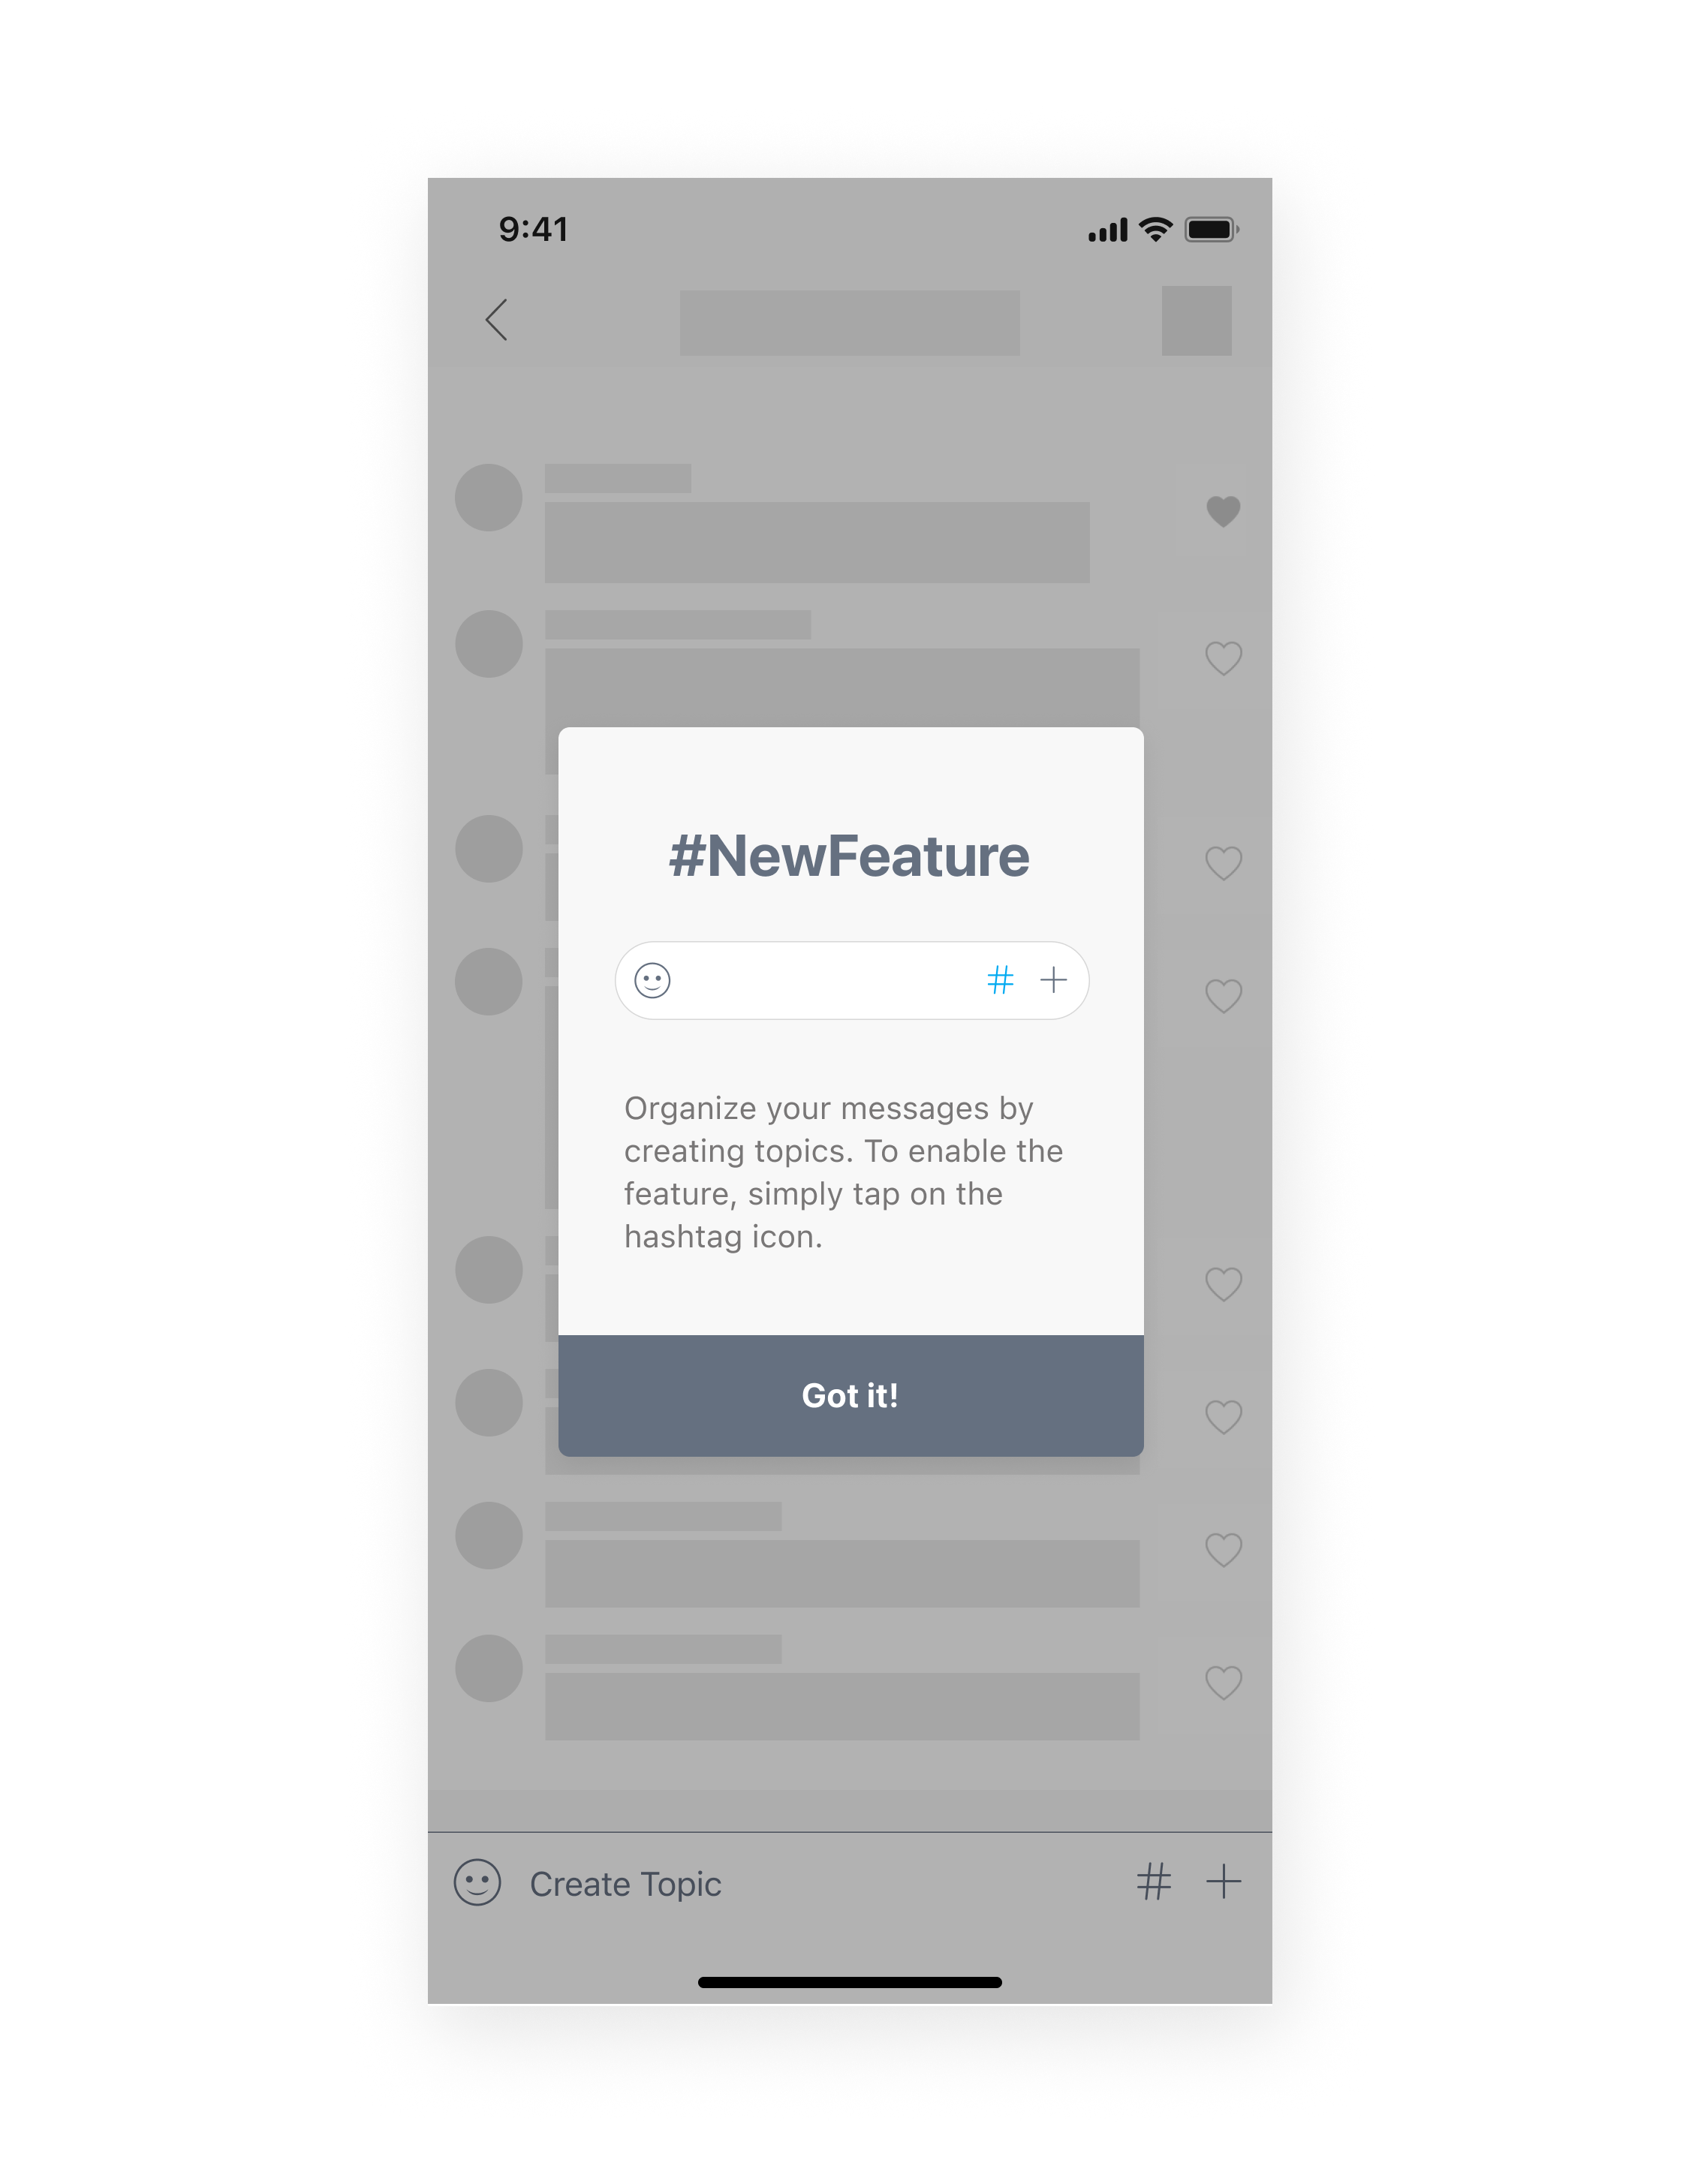 9:41
#NewFeature
#
Organize your messages by
creating topics. To enable the
feature, simply tap on the
hashtag icon.
Got it!
Create Topic #